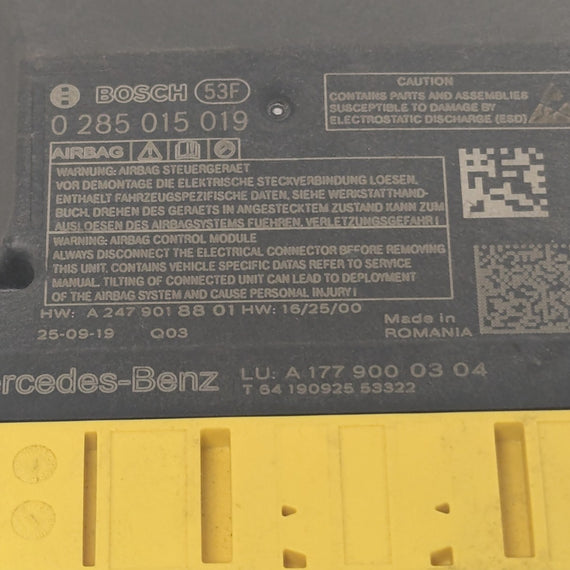 BOSCH 53F
0 285 015 019
AIRBAG
WARNUNG: AIRBAG STEUERGERAET
VOR DEMONTAGE DIE ELEKTRISCHE STECKVERBINDUNG LOESEN,
ENTHAELT FAHRZEUGSPEZIFISCHE DATEN, SIEHE WERKSTATTHAND-
BUCH. DREHEN DES GERAETS IN ANGESTECKTEM ZUSTAND KANN ZUM
AUSLOESEN DES AIRBAGSYSTEMS FUEHREN, VERLETZUNGSGEFAHR!
WARNING: AIRBAG CONTROL MODULE
ALWAYS DISCONNECT THE ELECTRICAL CONNECTOR BEFORE REMOVING
THIS UNIT. CONTAINS VEHICLE SPECIFIC DATAS REFER TO SERVICE
MANUAL. TILTING OF CONNECTED UNIT CAN LEAD TO DEPLOYMENT
OF THE AIRBAG SYSTEM AND CAUSE PERSONAL INJURY!
CAUTION
CONTAINS PARTS AND ASSEMBLIES
SUSCEPTIBLE TO DAMAGE BY
ELECTROSTATIC DISCHARGE (ESD)
HW: A 247 901 88 01 HW: 16/25/00
25-09-19 Q03
Made in
ROMANIA
rcedes-Benz LU: A 177 900 03 04
T 64 190925 53322